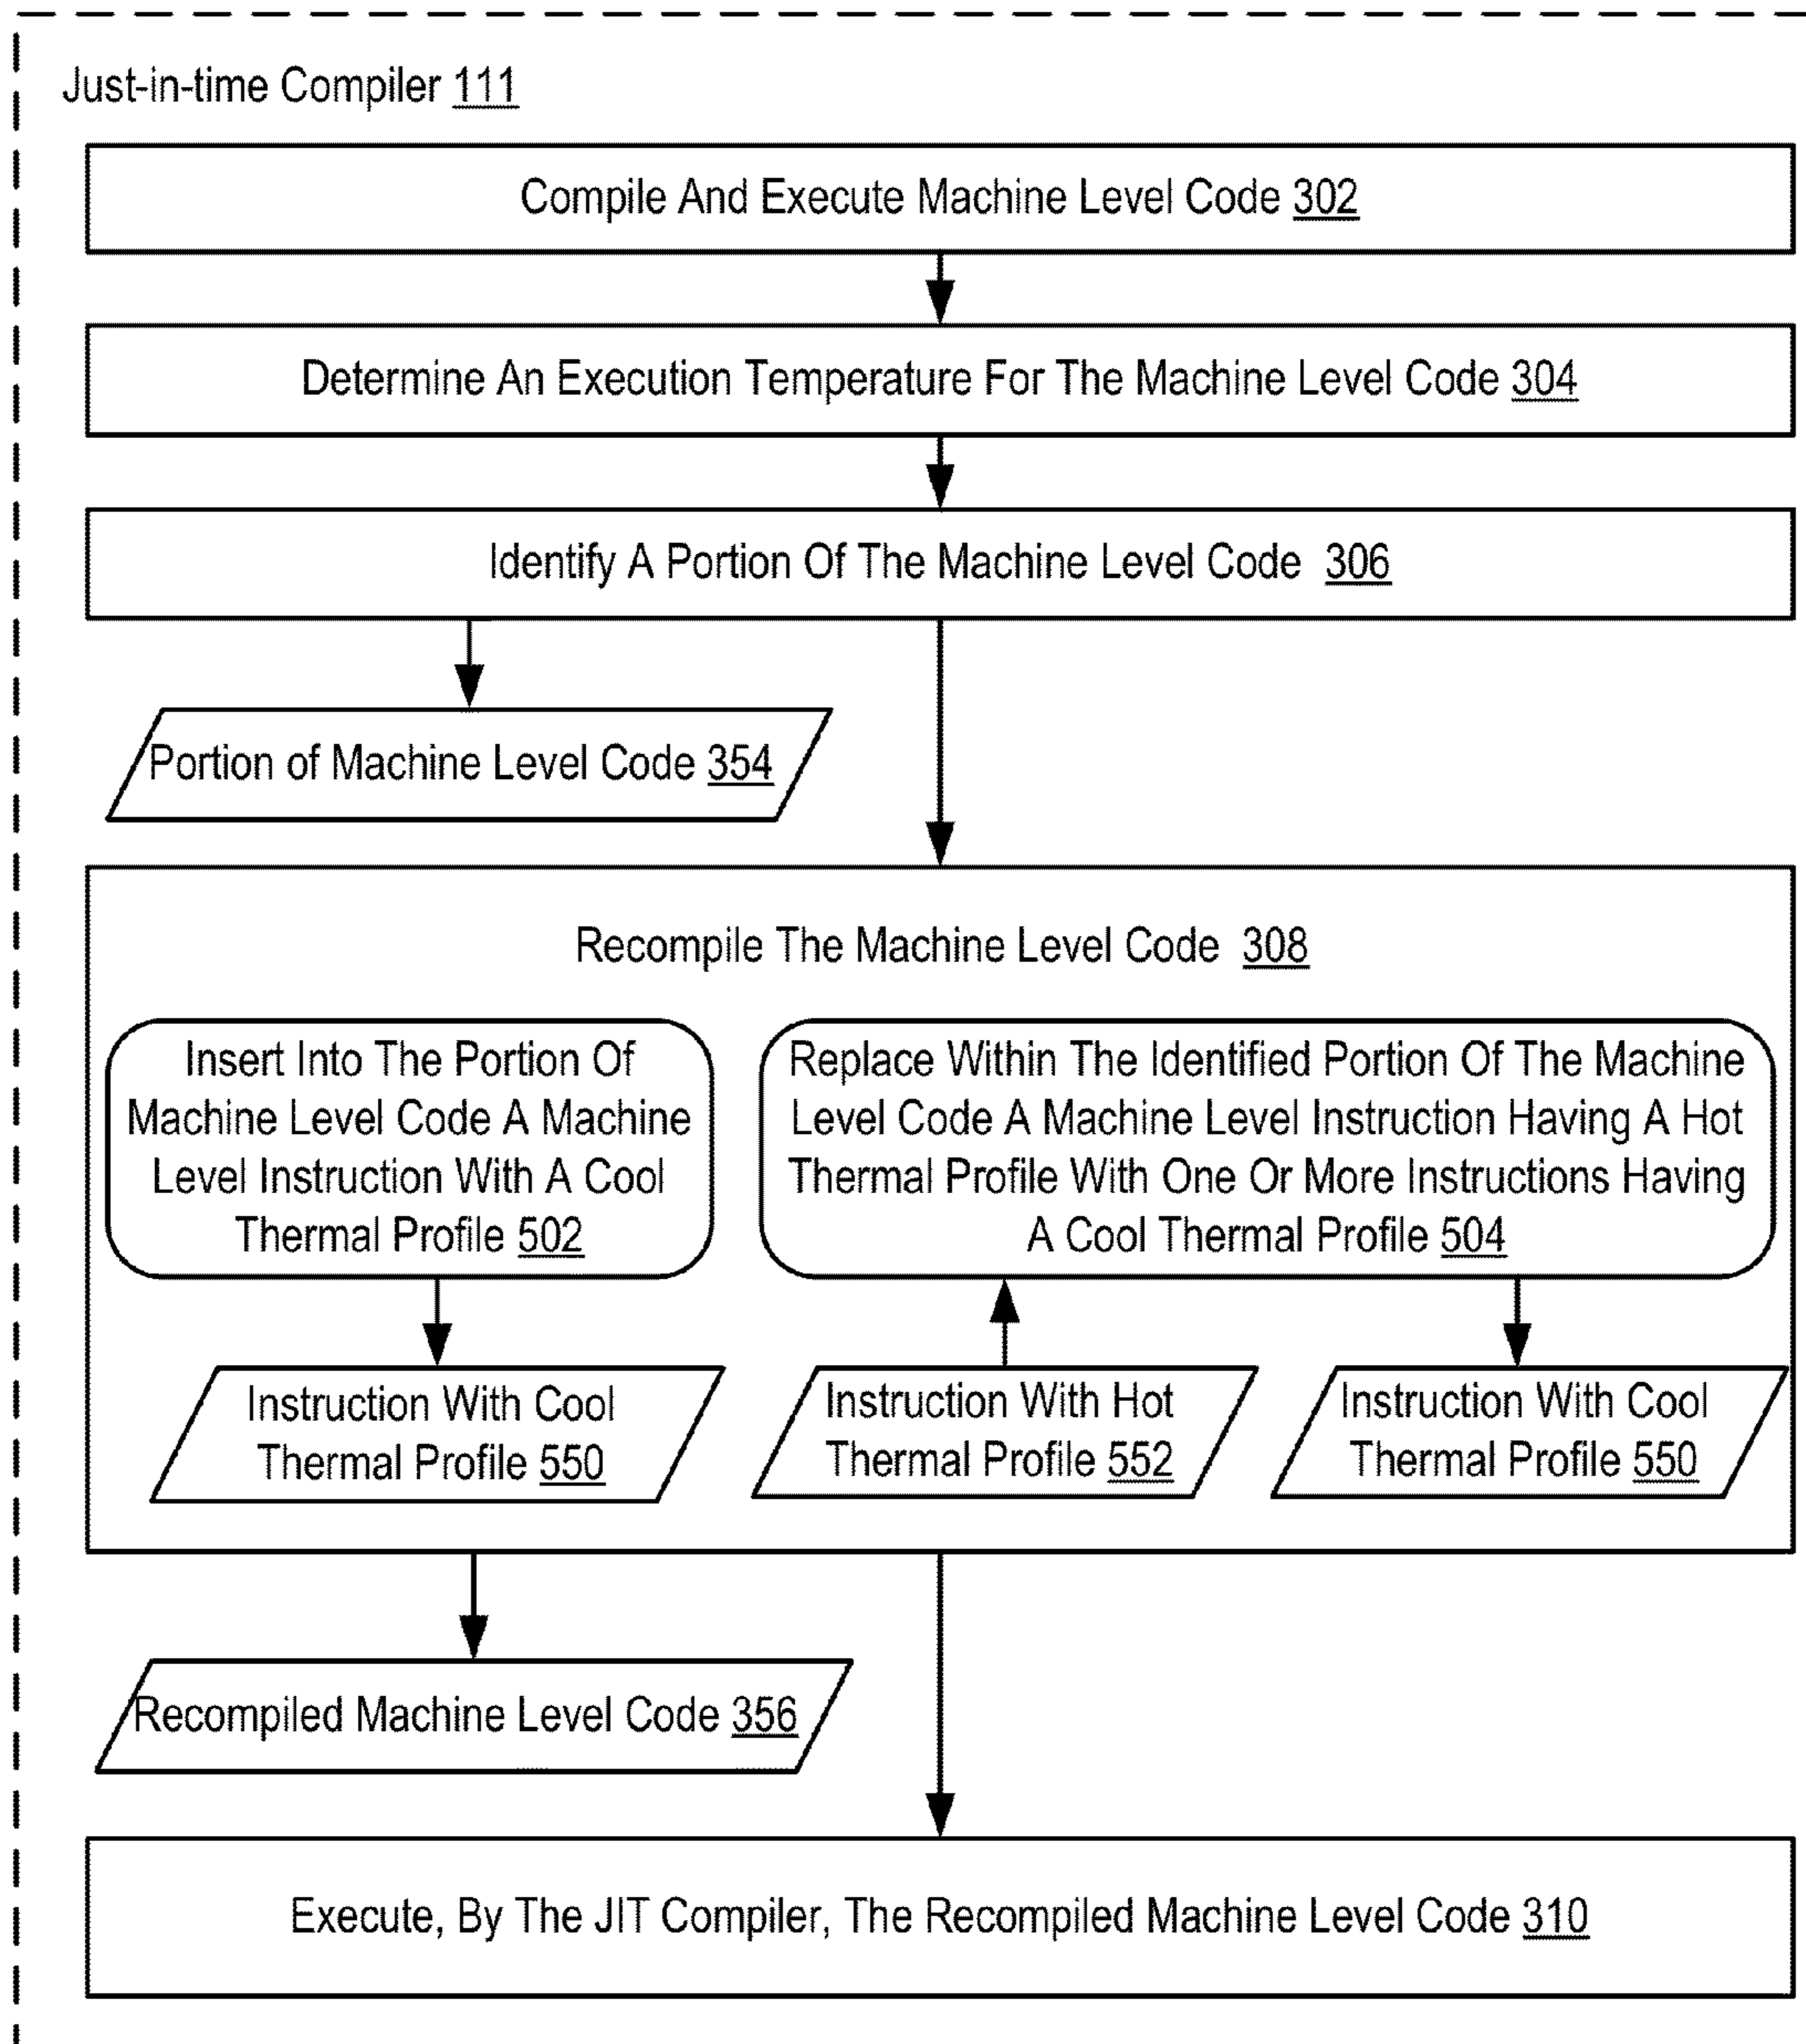 Just-in-time Compiler 111
Compile And Execute Machine Level Code 302
Determine An Execution Temperature For The Machine Level Code 304
Identify A Portion Of The Machine Level Code 306
Portion of Machine Level Code 354
Recompile The Machine Level Code 308
Insert Into The Portion Of
Machine Level Code A Machine
Level Instruction With A Cool
Thermal Profile 502
Replace Within The Identified Portion Of The Machine
Level Code A Machine Level Instruction Having A Hot
Thermal Profile With One Or More Instructions Having
A Cool Thermal Profile 504
Instruction With Cool
Thermal Profile 550
Instruction With Hot
Thermal Profile 552
Instruction With Cool
Thermal Profile 550
Recompiled Machine Level Code 356
Execute, By The JIT Compiler, The Recompiled Machine Level Code 310